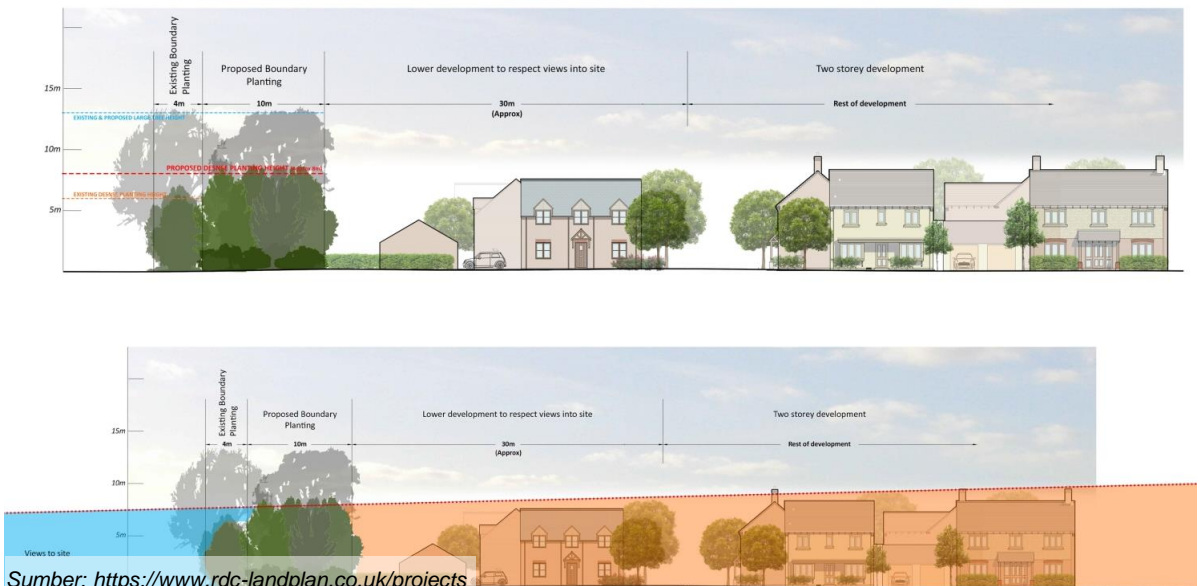 Existing Boundary
Planting
Proposed Boundary
Planting
Lower development to respect views into site
Two storey development
15m
4m
10m
30m
(Approx)
Rest of development
EXISTING & PROPOSED LARGE TREE HEIGHT
10m
PROPOSED DESNSE PLANTING HEIGHT
EXISTING DESNSE PLANTING HEIGHT
5m
Existing Boundary
Planting
Proposed Boundary
Planting
Lower development to respect views into site
Two storey development
15m
4m
10m
30m
(Approx)
Rest of development
10m
5m
Views to site
Sumber: https://www.rdc-landplan.co.uk/projects